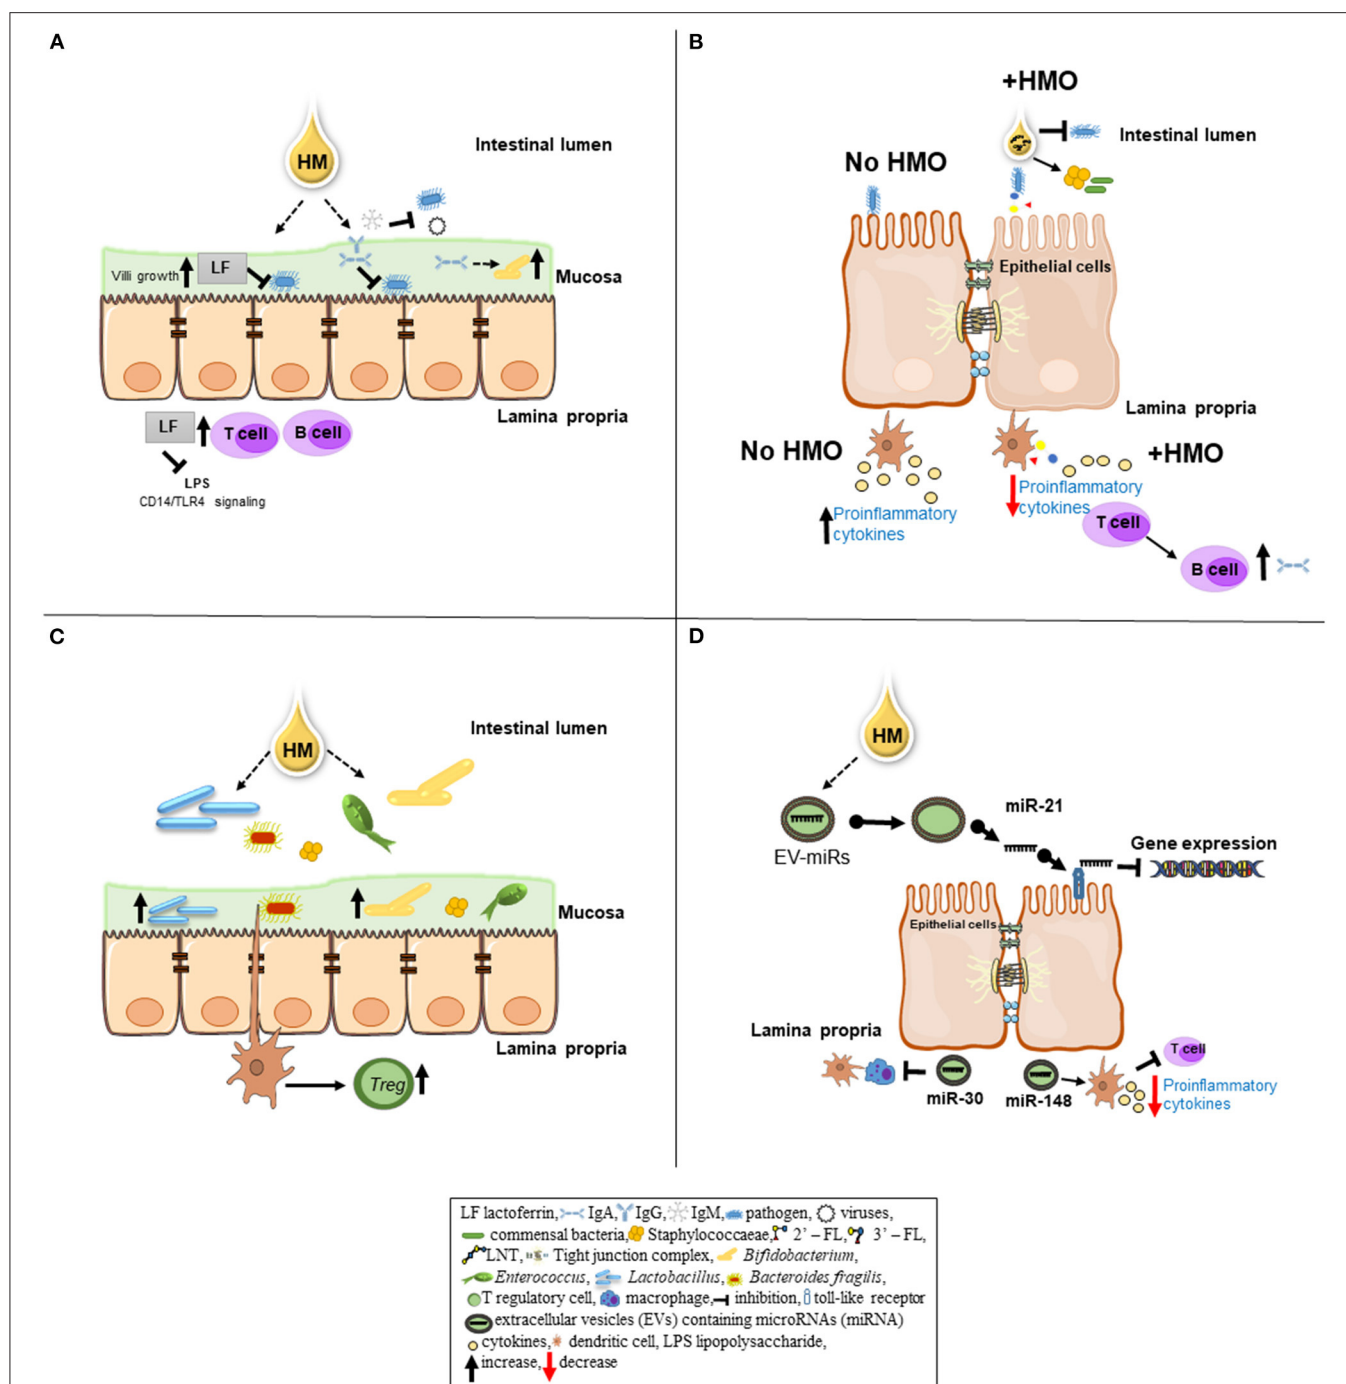 A
HM
Intestinal lumen
Villi growth
LF
Mucosa
Lamina propria
LF
T cell
B cell
LPS
CD14/TLR4 signaling
B
+HMO
Intestinal lumen
No HMO
Epithelial cells
Lamina propria
No HMO
+HMO
Proinflammatory
cytokines
Proinflammatory
cytokines
T cell
B cell
C
HM
Intestinal lumen
Mucosa
Lamina propria
Treg
D
HM
miR-21
EV-miRs
Gene expression
Epithelial cells
Lamina propria
T cell
miR-30
miR-148
Proinflammatory
cytokines
LF lactoferrin, IgA, IgG, IgM, pathogen, viruses,
commensal bacteria, Staphylococcaeae, 2’ – FL, 3’ – FL,
LNT, Tight junction complex, Bifidobacterium,
Enterococcus, Lactobacillus, Bacteroides fragilis,
T regulatory cell, macrophage, inhibition, toll-like receptor
extracellular vesicles (EVs) containing microRNAs (miRNA)
cytokines, dendritic cell, LPS lipopolysaccharide,
increase, decrease